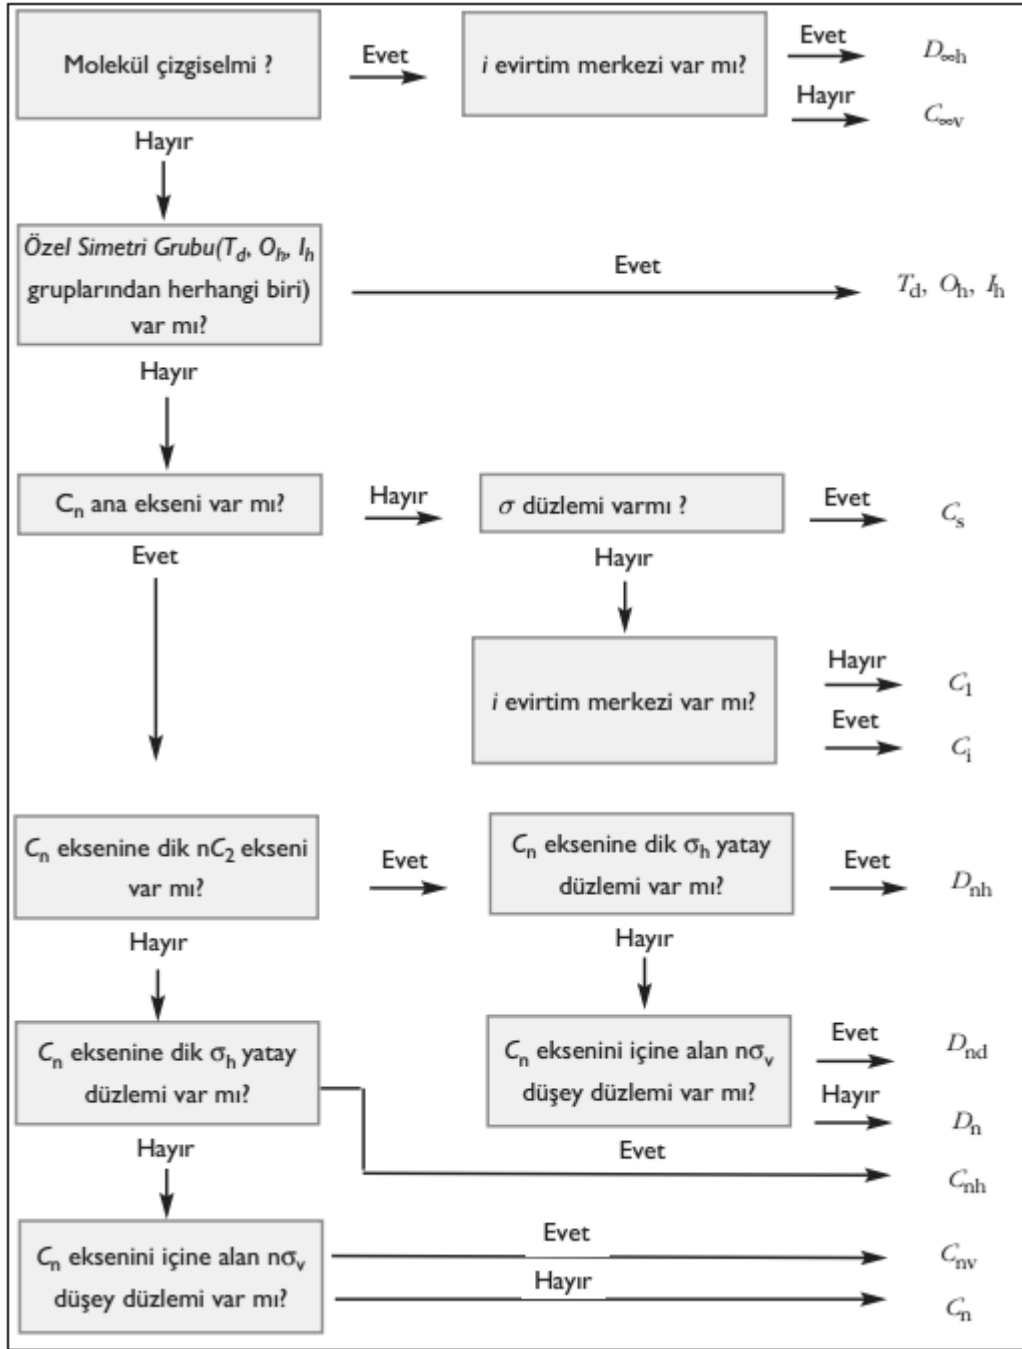 Molekül çizgiselmi ?
Evet
i evirtim merkezi var mı?
Evet
D∞h
Hayır
C∞v
Hayır
Özel Simetri Grubu(Td, Oh, Ih
gruplarından herhangi biri)
var mı?
Evet
Td, Oh, Ih
Hayır
Cn ana ekseni var mı?
Hayır
σ düzlemi varmı ?
Evet
Cs
Evet
Hayır
i evirtim merkezi var mı?
Hayır
C1
Evet
Ci
Cn eksenine dik nC2 ekseni
var mı?
Evet
Cn eksenine dik σh yatay
düzlemi var mı?
Evet
Dnh
Hayır
Hayır
Cn eksenine dik σh yatay
düzlemi var mı?
Cn eksenini içine alan nσv
düşey düzlemi var mı?
Evet
Dnd
Hayır
Dn
Evet
Cnh
Hayır
Cn eksenini içine alan nσv
düşey düzlemi var mı?
Evet
Cnv
Hayır
Cn